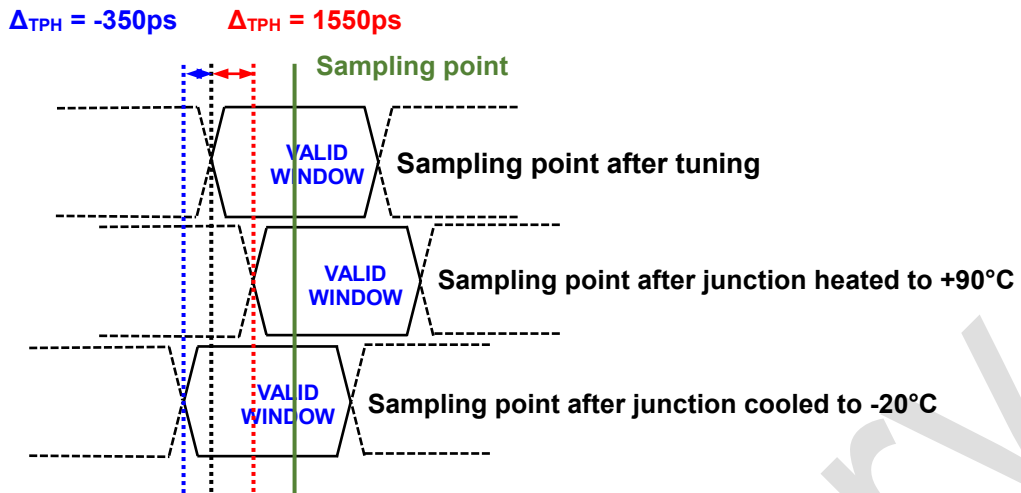 ΔTPH = -350ps
ΔTPH = 1550ps
Sampling point
VALID
WINDOW
Sampling point after tuning
VALID
WINDOW
Sampling point after junction heated to +90°C
VALID
WINDOW
Sampling point after junction cooled to -20°C